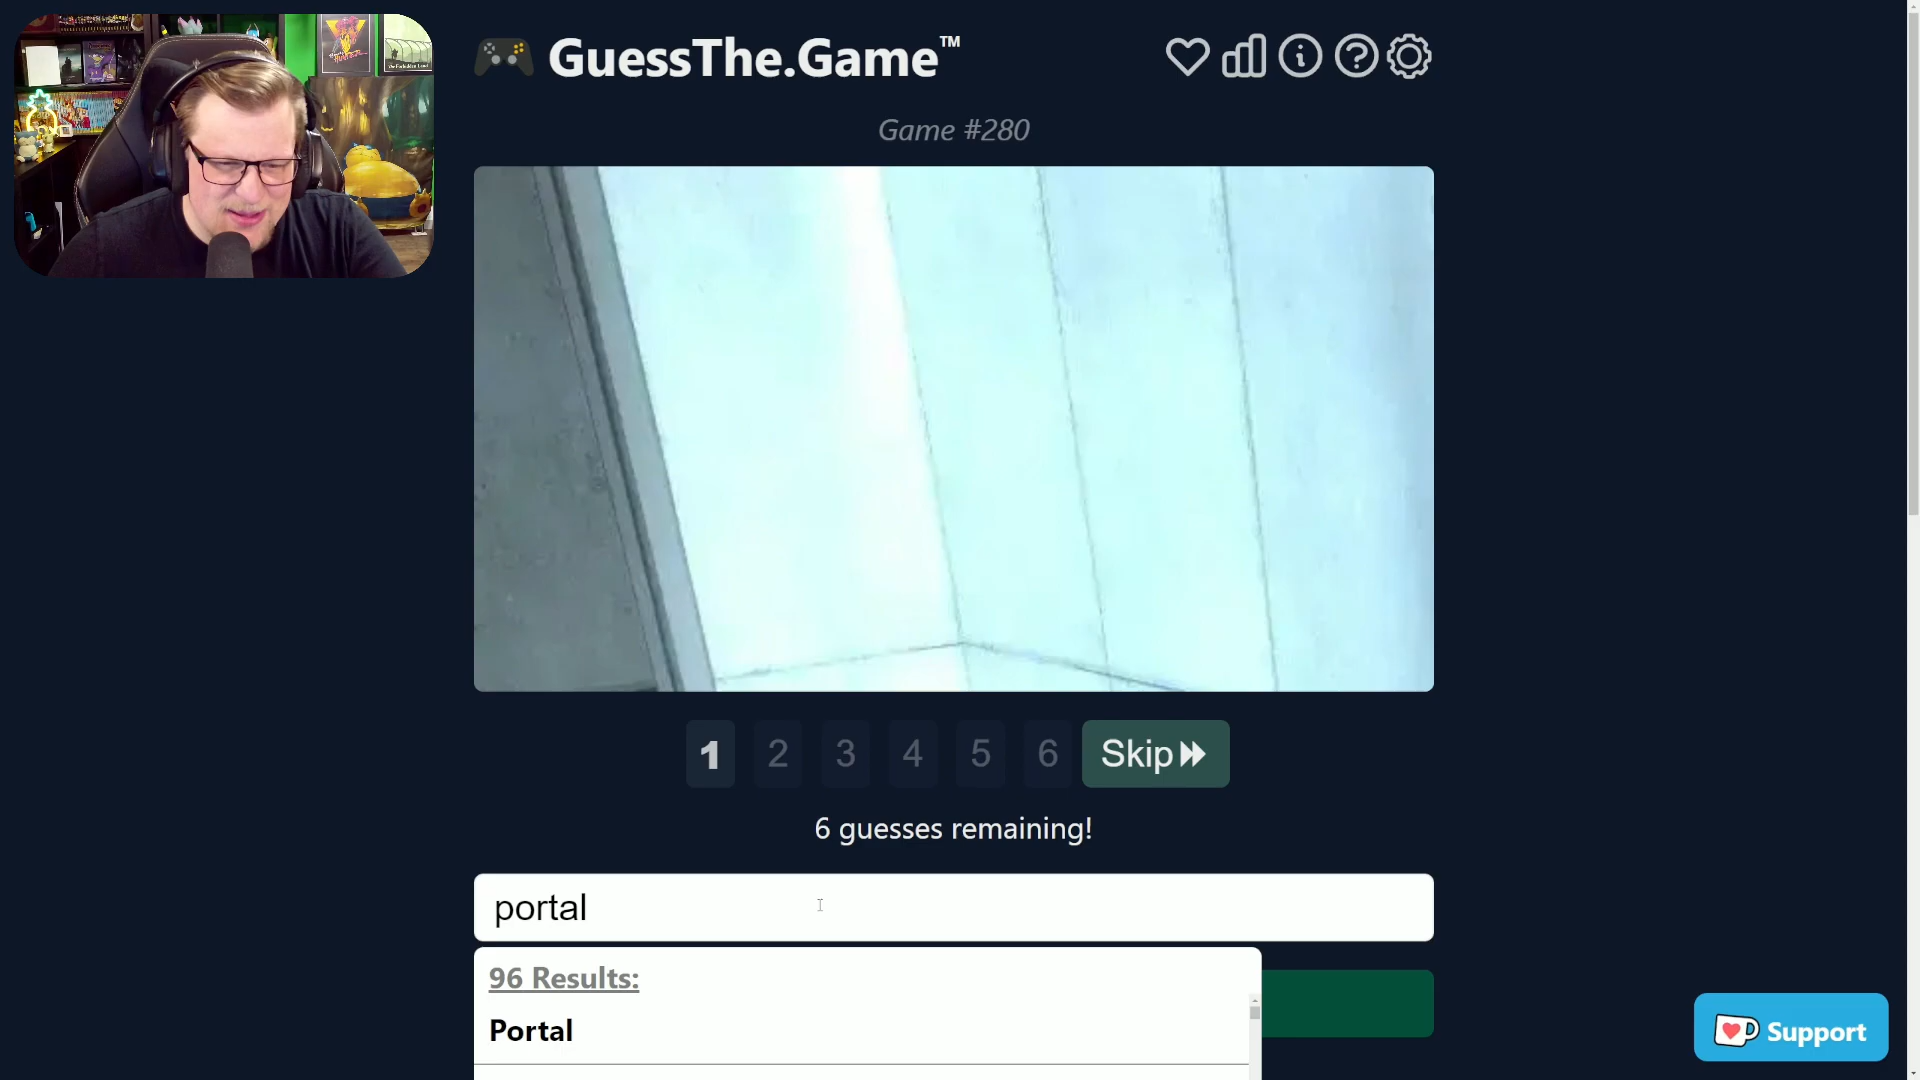 GuessThe.Game™
Game #280
1 2 3 4 5 6 Skip
6 guesses remaining!
portal
96 Results:
Portal
Support